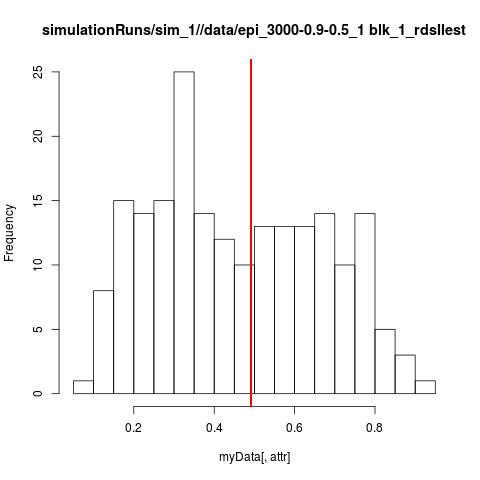 simulationRuns/sim_1//data/epi_3000-0.9-0.5_1 blk_1_rdsIlest
25
20
15
10
5
0
Frequency
0.2 0.4 0.6 0.8
myData[, attr]